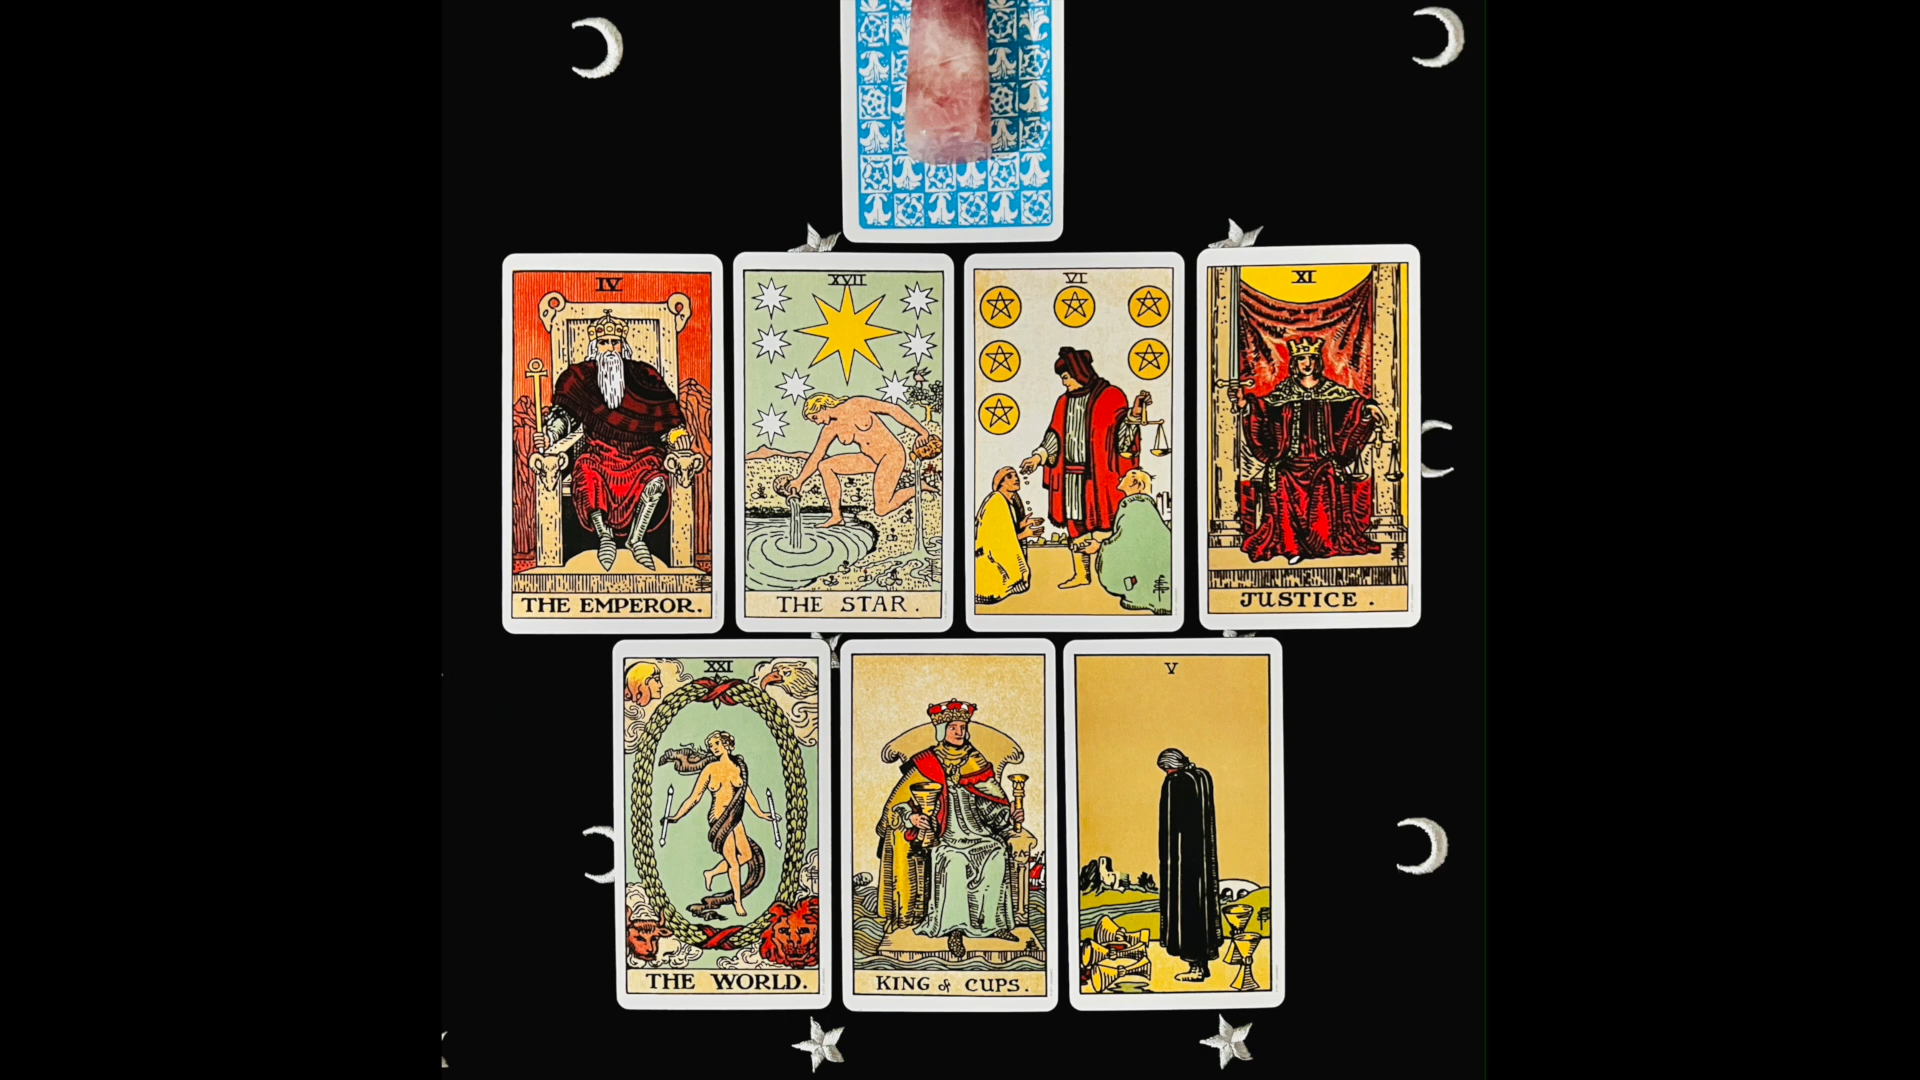 IV
THE EMPEROR.
XVII
THE STAR.
VI
XI
JUSTICE.
XXI
THE WORLD.
KING of CUPS.
V